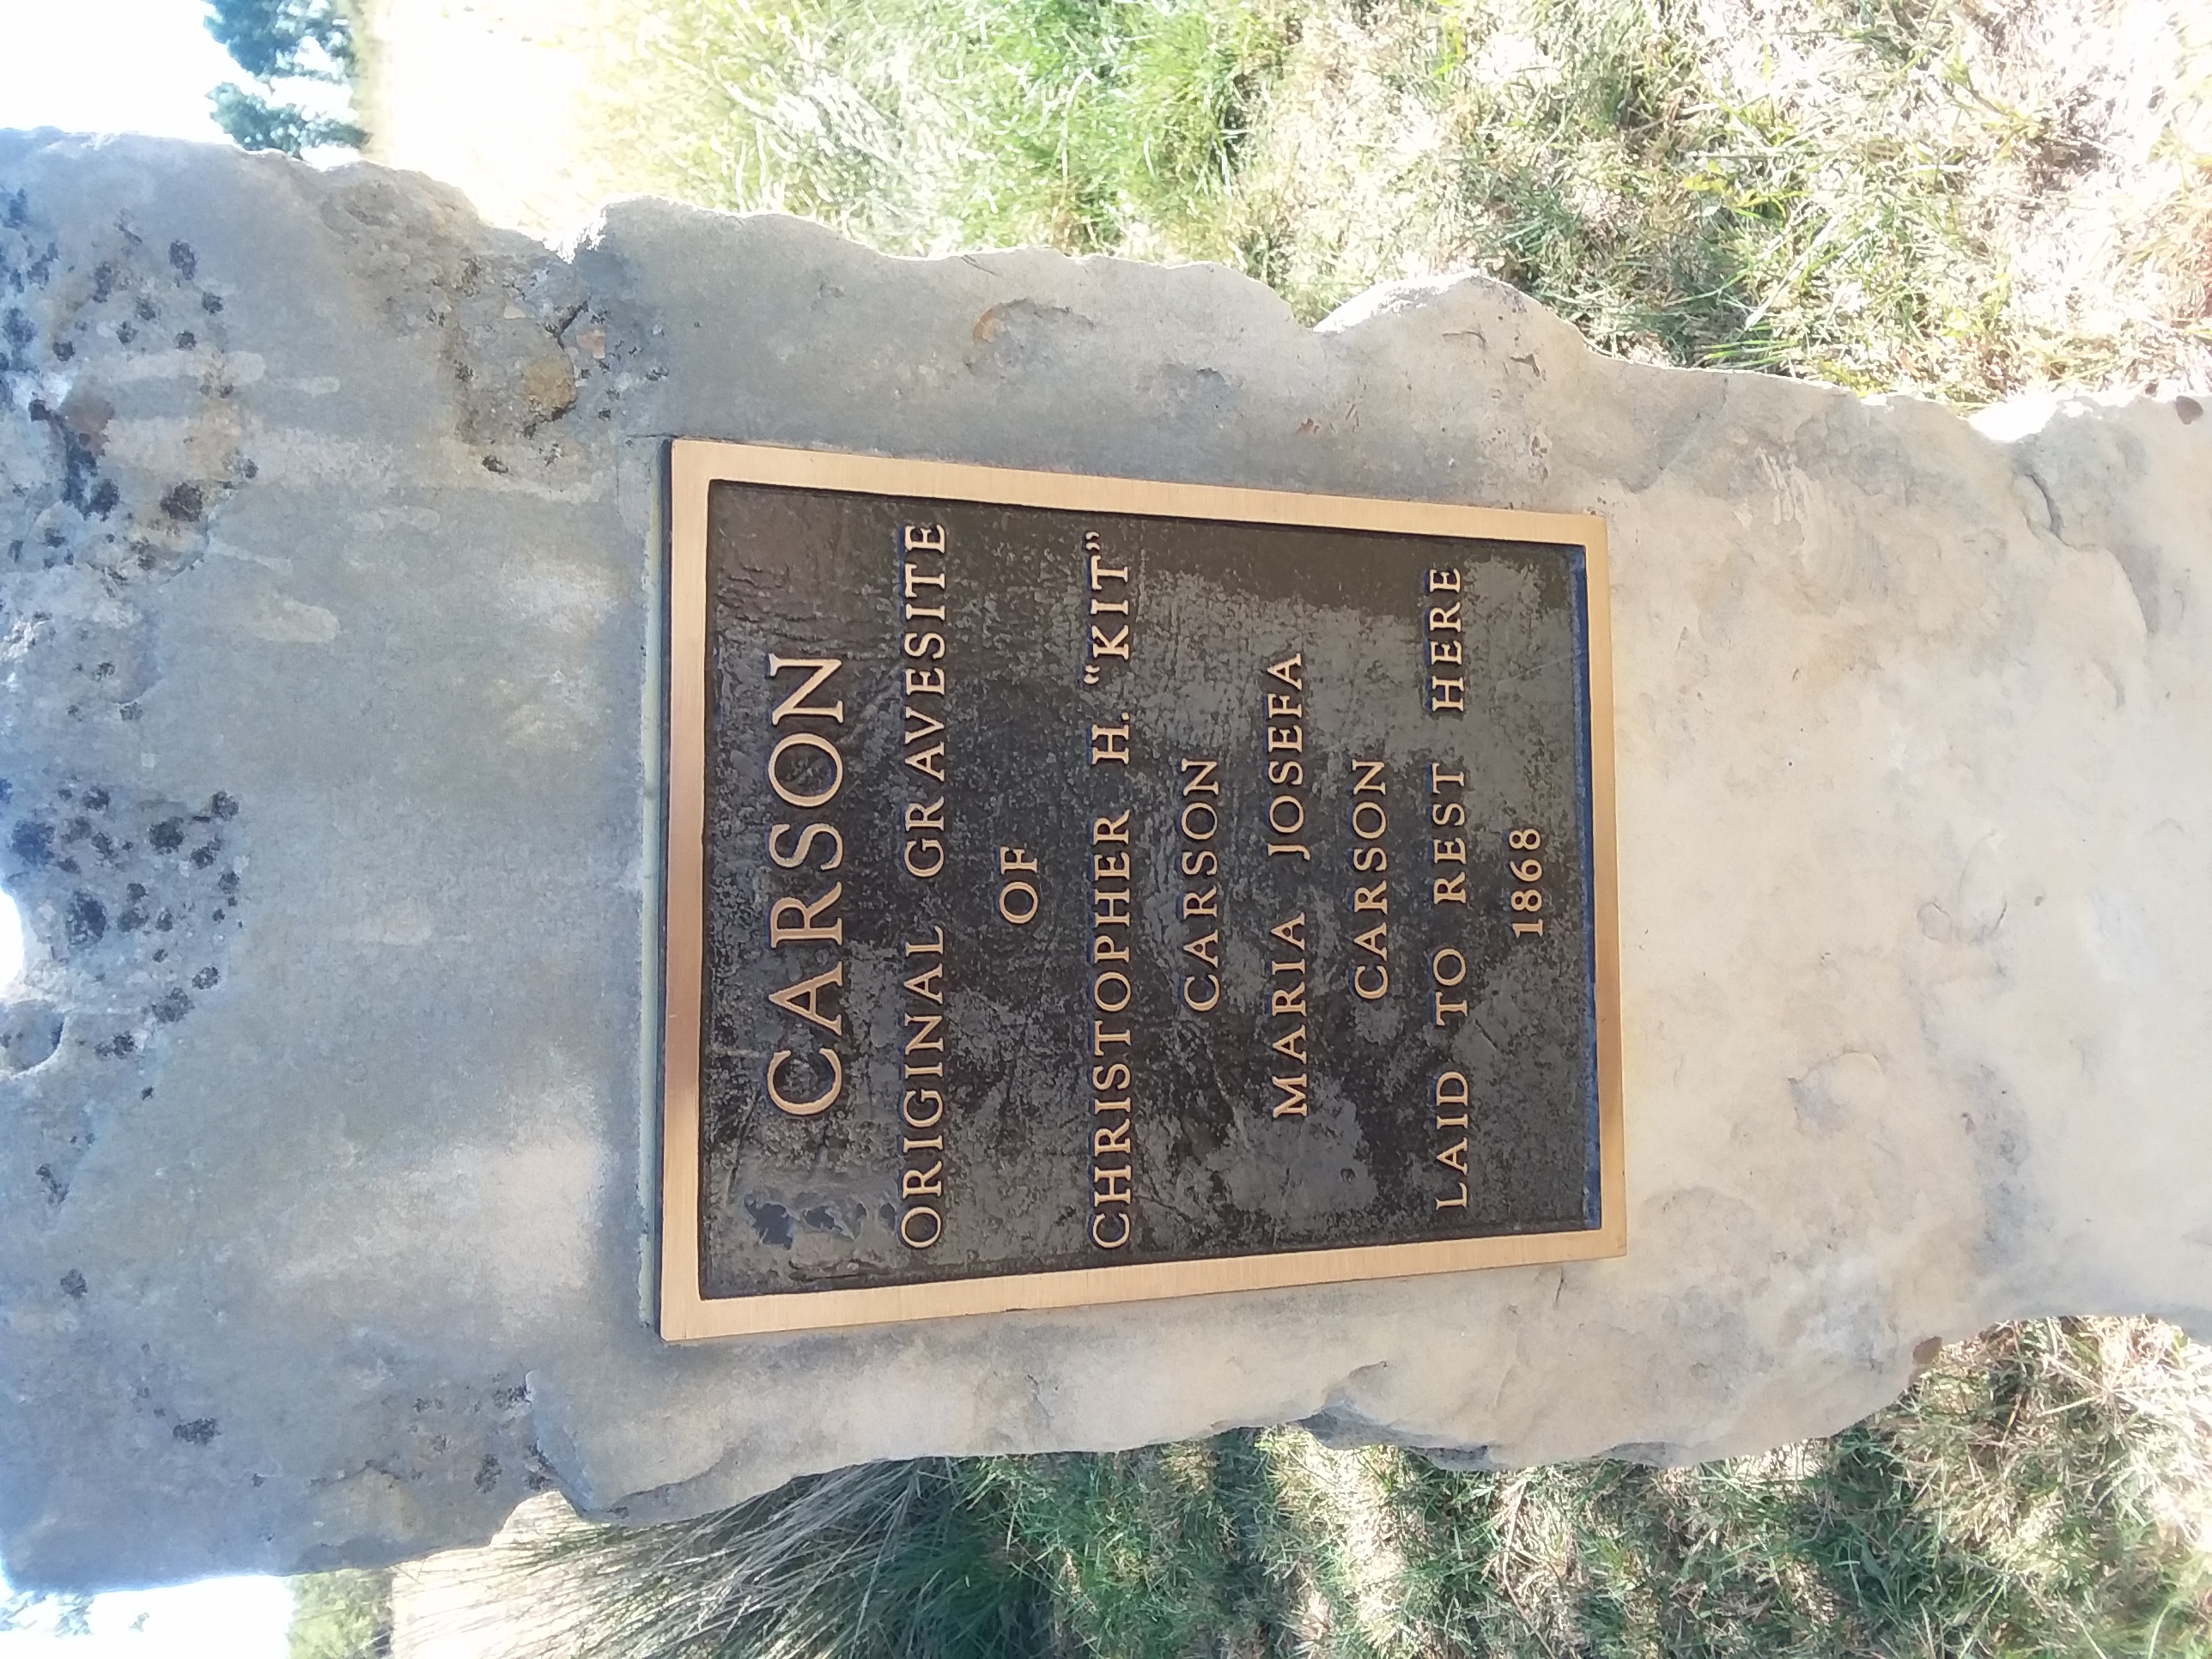 CARSON
ORIGINAL GRAVESITE
OF
CHRISTOPHER H. “KIT”
CARSON
MARIA JOSEFA
CARSON
LAID TO REST HERE
1868